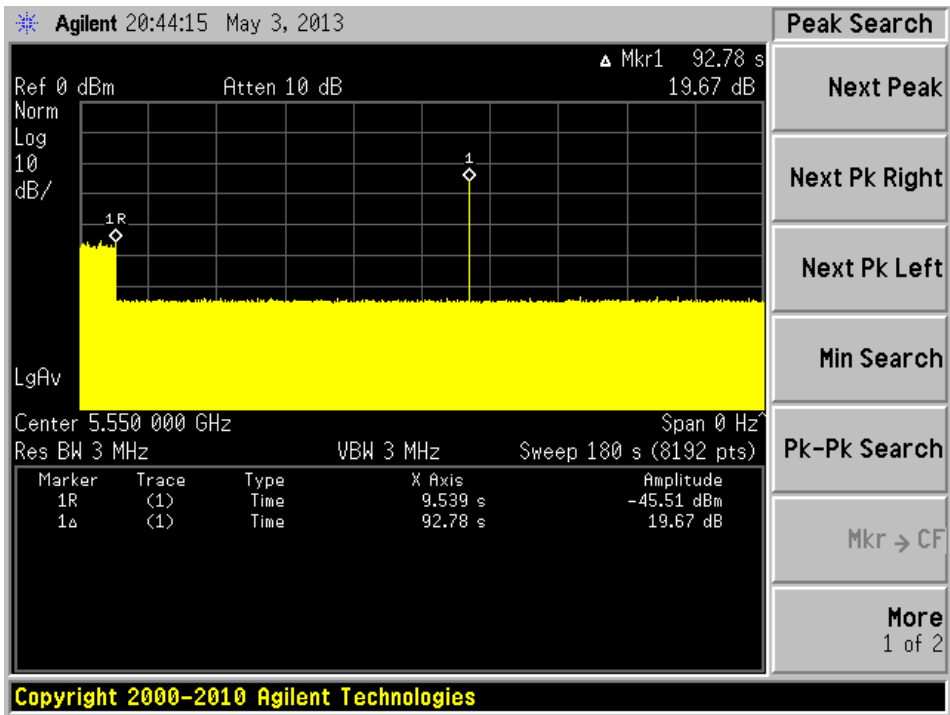 Agilent 20:44:15 May 3, 2013
Peak Search
Δ Mkr1 92.78 s
Ref 0 dBm Atten 10 dB 19.67 dB
Norm
Log
10
dB/
1
1R
LgAv
Center 5.550 000 GHz Span 0 Hz^
Res BW 3 MHz VBW 3 MHz Sweep 180 s (8192 pts)
Marker Trace Type X Axis Amplitude
1R (1) Time 9.539 s -45.51 dBm
1Δ (1) Time 92.78 s 19.67 dB
Next Peak
Next Pk Right
Next Pk Left
Min Search
Pk-Pk Search
Mkr → CF
More
1 of 2
Copyright 2000-2010 Agilent Technologies